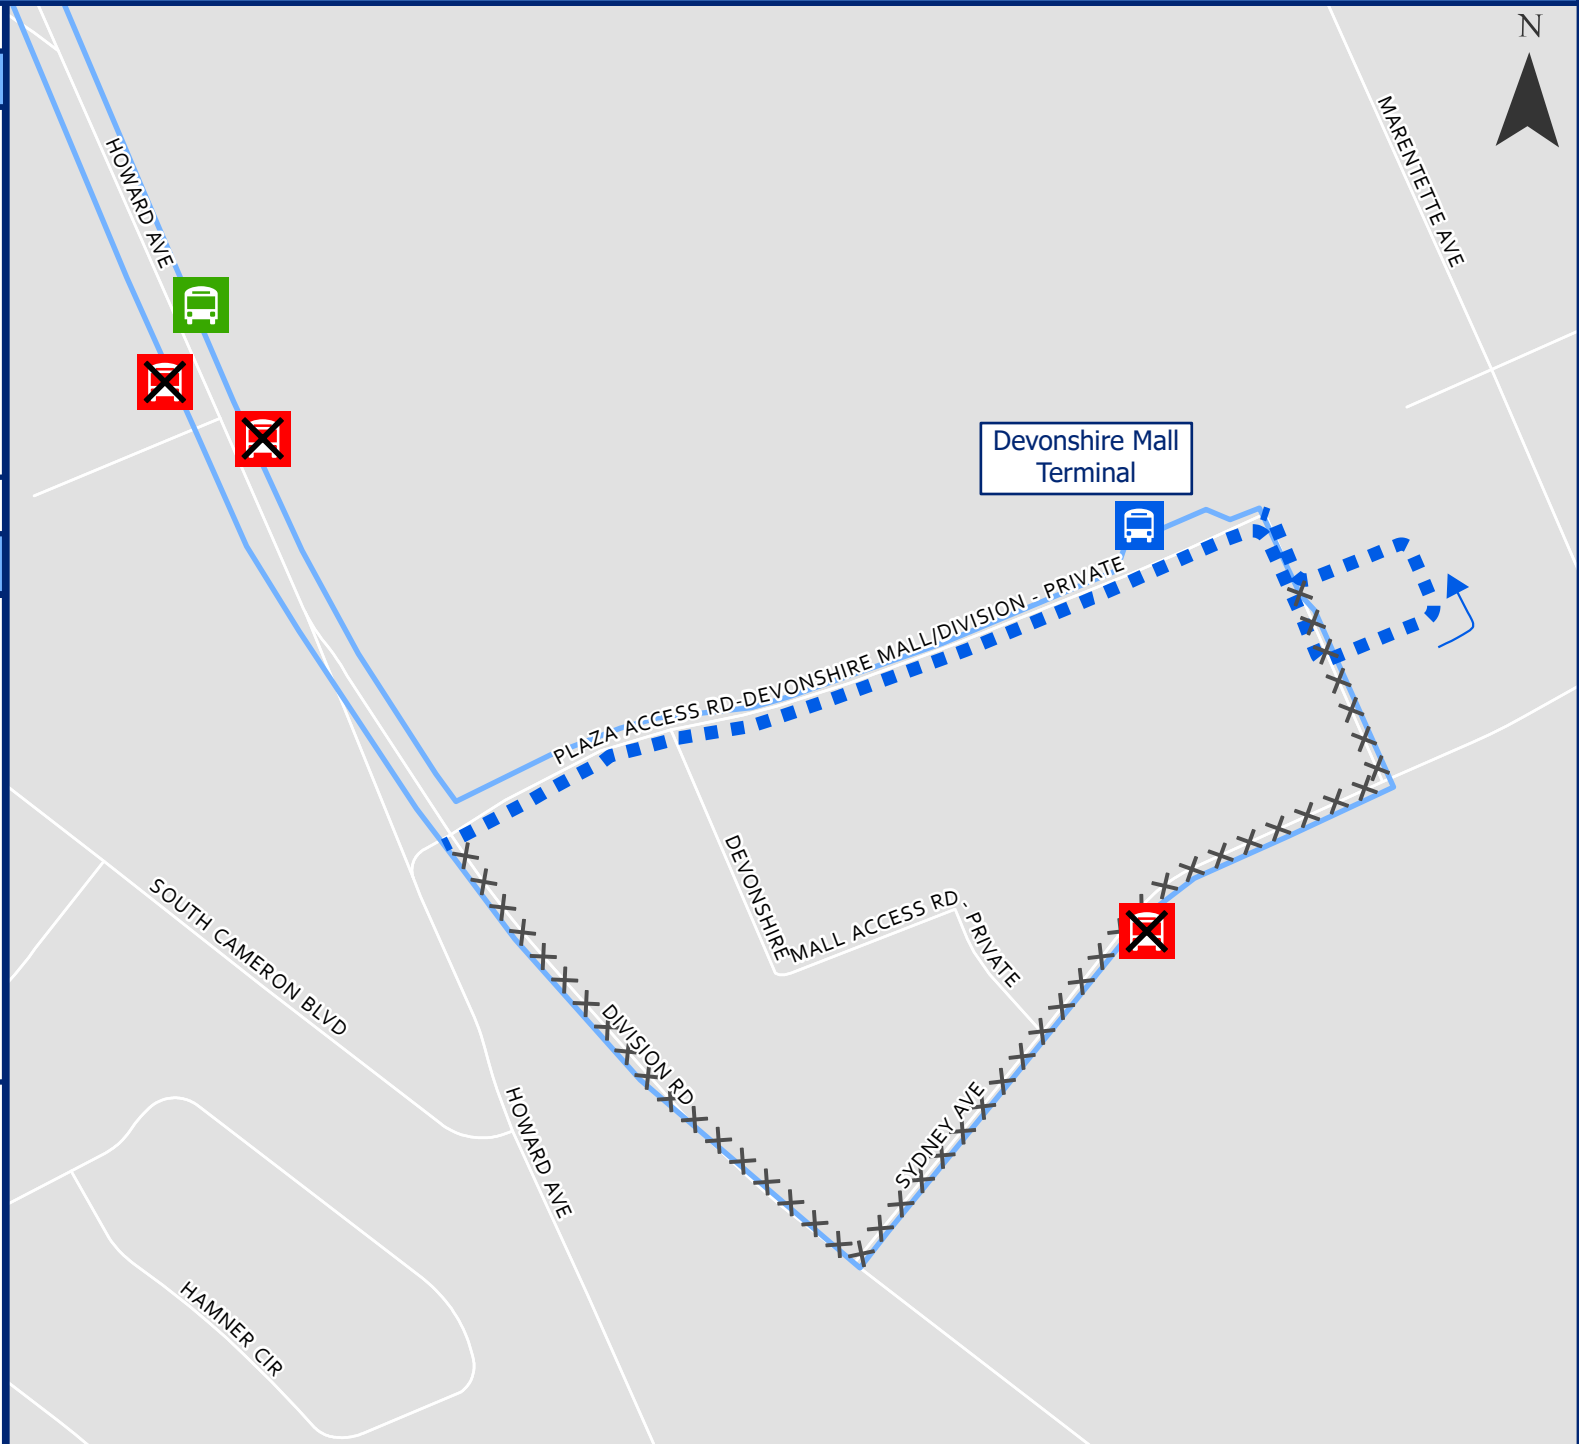 N
MARENTETTE AVE
HOWARD AVE
Devonshire Mall
Terminal
PLAZA ACCESS RD-DEVONSHIRE MALL/DIVISION - PRIVATE
DEVONSHIRE MALL ACCESS RD - PRIVATE
SOUTH CAMERON BLVD
DIVISION RD
SYDNEY AVE
HOWARD AVE
HAMNER CIR